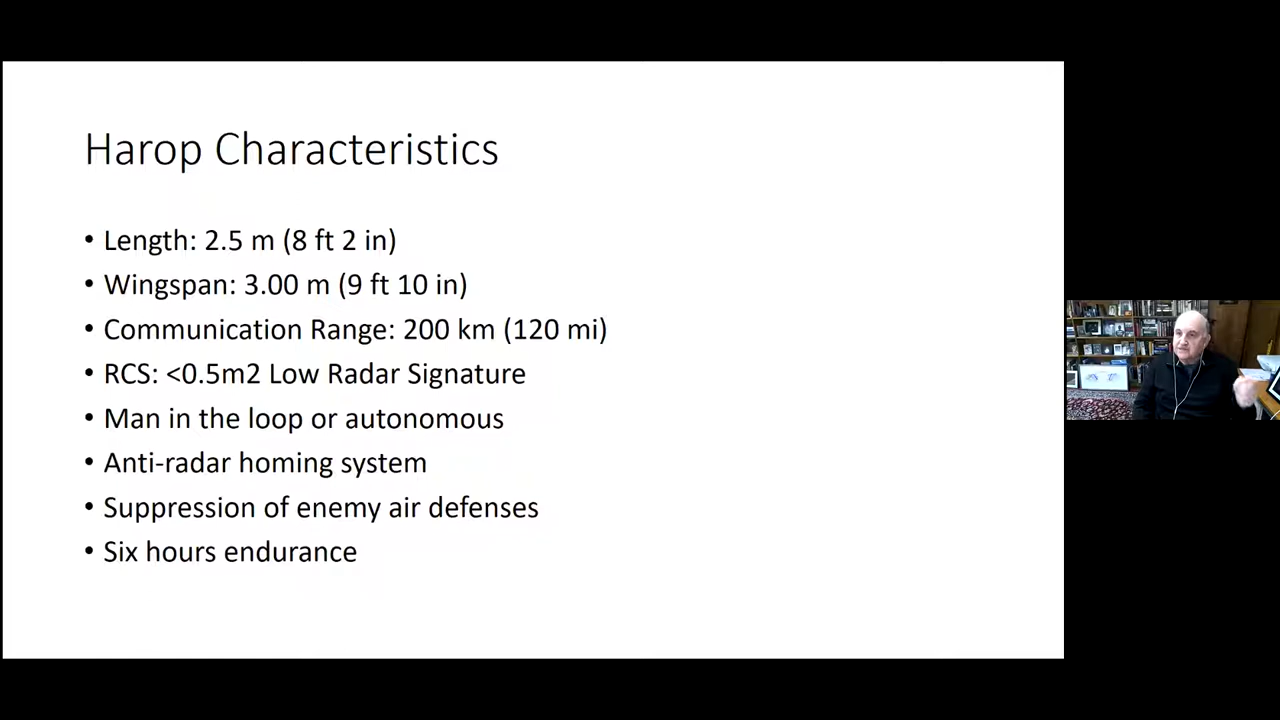 Harop Characteristics
• Length: 2.5 m (8 ft 2 in)
• Wingspan: 3.00 m (9 ft 10 in)
• Communication Range: 200 km (120 mi)
• RCS: <0.5m2 Low Radar Signature
• Man in the loop or autonomous
• Anti-radar homing system
• Suppression of enemy air defenses
• Six hours endurance